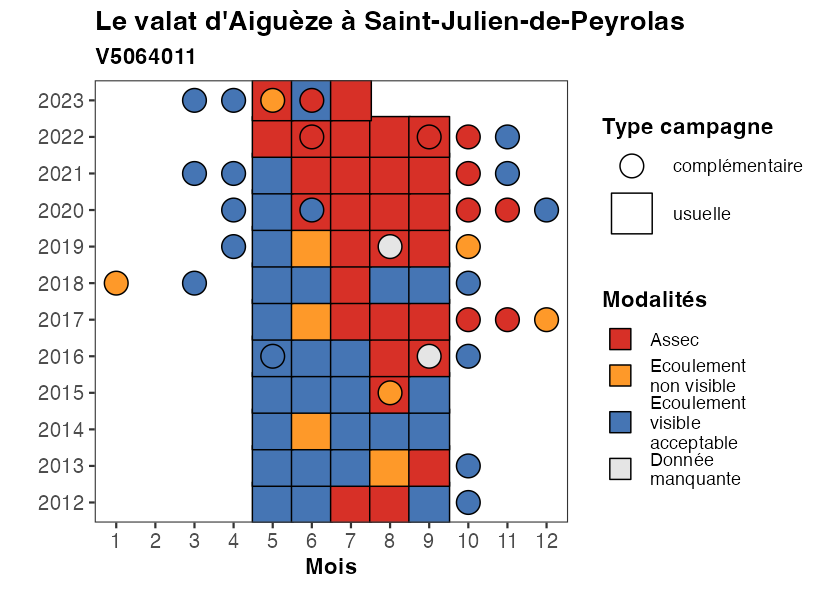 Le valat d'Aiguèze à Saint-Julien-de-Peyrolas
V5064011
2023
2022
2021
2020
2019
2018
2017
2016
2015
2014
2013
2012
1 2 3 4 5 6 7 8 9 10 11 12
Mois
Type campagne
complémentaire
usuelle
Modalités
Assec
Ecoulement
non visible
Ecoulement
visible
acceptable
Donnée
manquante